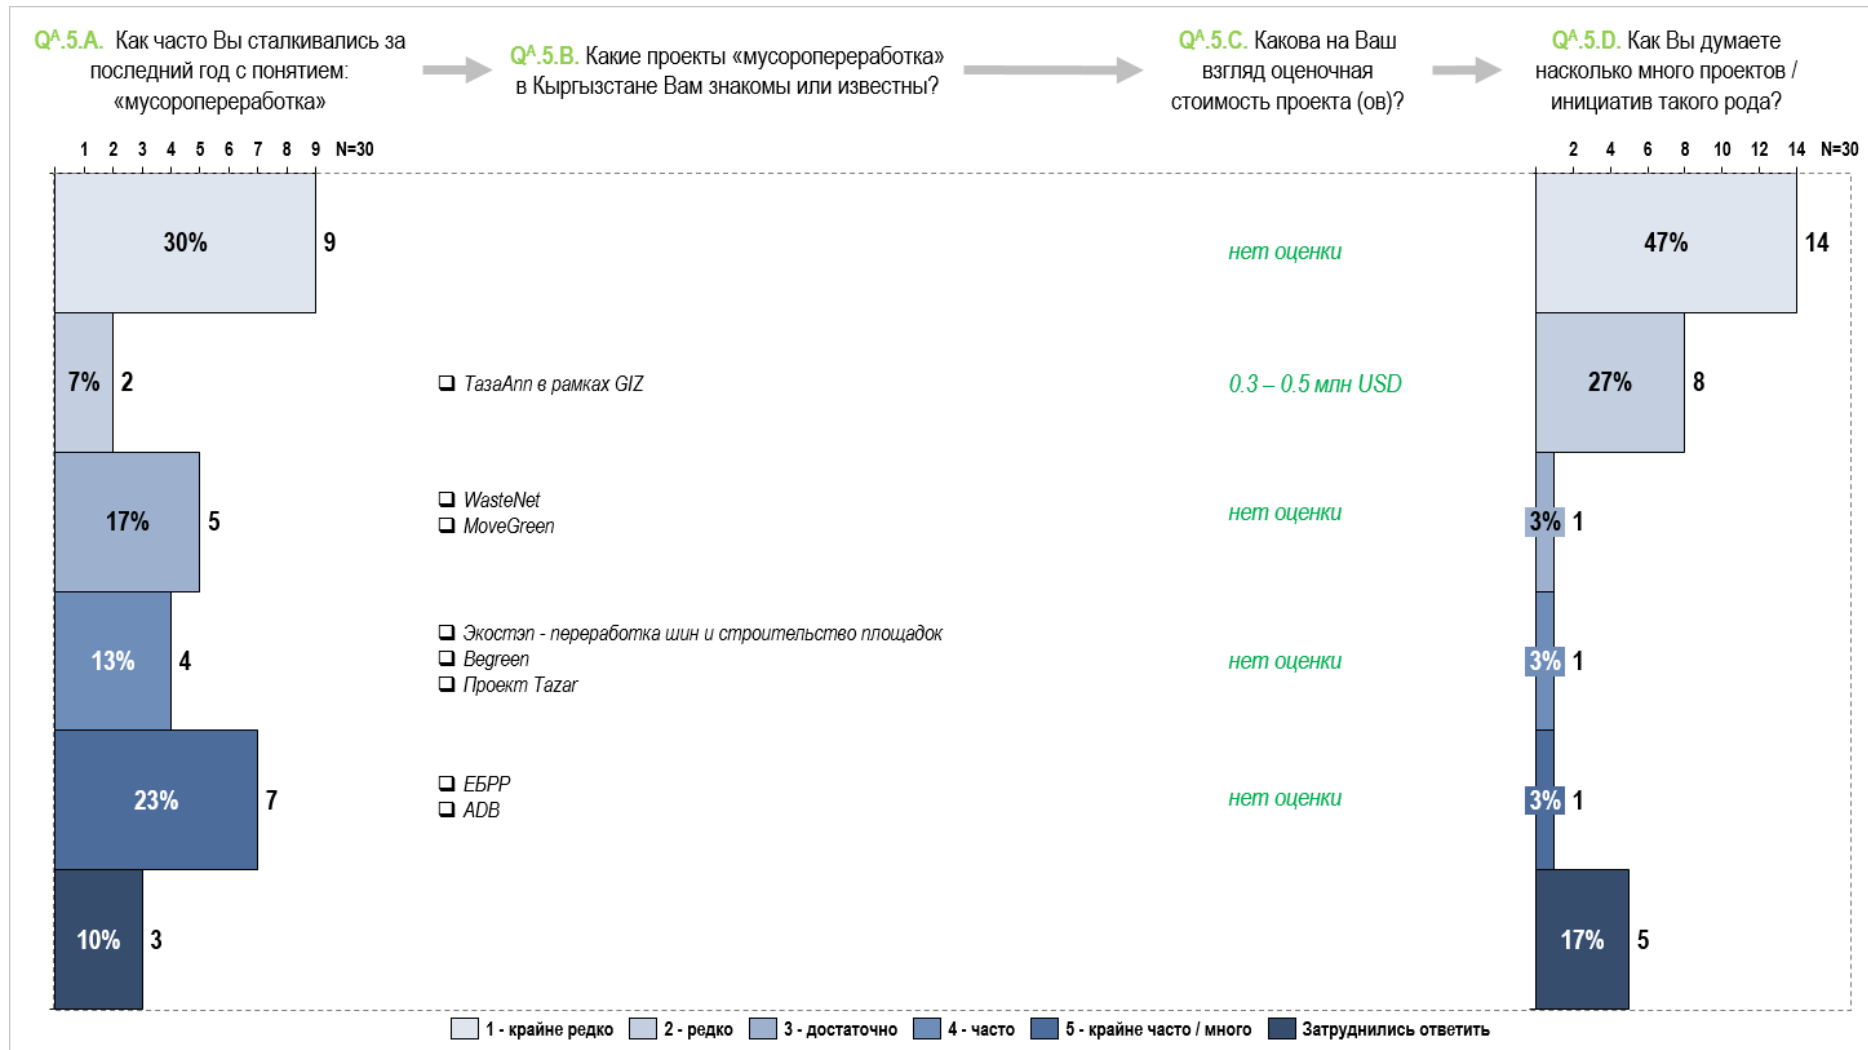 QA.5.A. Как часто Вы сталкивались за
последний год с понятием:
«мусоропереработка»
QA.5.B. Какие проекты «мусоропереработка»
в Кыргызстане Вам знакомы или известны?
QA.5.C. Какова на Ваш
взгляд оценочная
стоимость проекта (ов)?
QA.5.D. Как Вы думаете
насколько много проектов /
инициатив такого рода?
1 2 3 4 5 6 7 8 9 N=30
2 4 6 8 10 12 14 N=30
30% 9
нет оценки
47% 14
7% 2
ТазаАпп в рамках GIZ
0.3 – 0.5 млн USD
27% 8
17% 5
WasteNet
MoveGreen
нет оценки
3% 1
13% 4
Экостэп - переработка шин и строительство площадок
Begreen
Проект Tazar
нет оценки
3% 1
23% 7
ЕБРР
ADB
нет оценки
3% 1
10% 3
17% 5
1 - крайне редко 2 - редко 3 - достаточно 4 - часто 5 - крайне часто / много Затруднились ответить